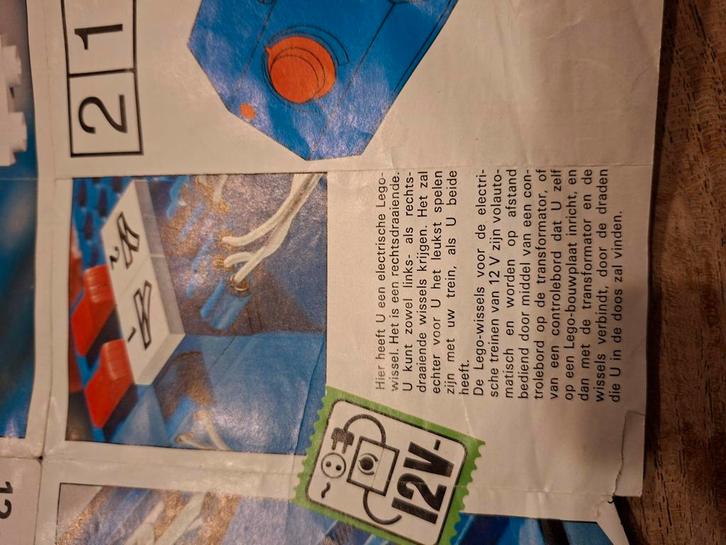 2 1
1 2
Hier heeft U een electrische Lego-
wissel. Het is een rechtsdraaiende.
U kunt zowel links- als rechts-
draaiende wissels krijgen. Het zal
echter voor U het leukst spelen
zijn met uw trein, als U beide
heeft.
De Lego-wissels voor de electri-
sche treinen van 12 V zijn volauto-
matisch en worden op afstand
bediend door middel van een con-
trolebord op de transformator, of
van een controlebord dat U zelf
op een Lego-bouwplaat inricht, en
dan met de transformator en de
wissels verbindt, door de draden
die U in de doos zal vinden.
~
12V-
12